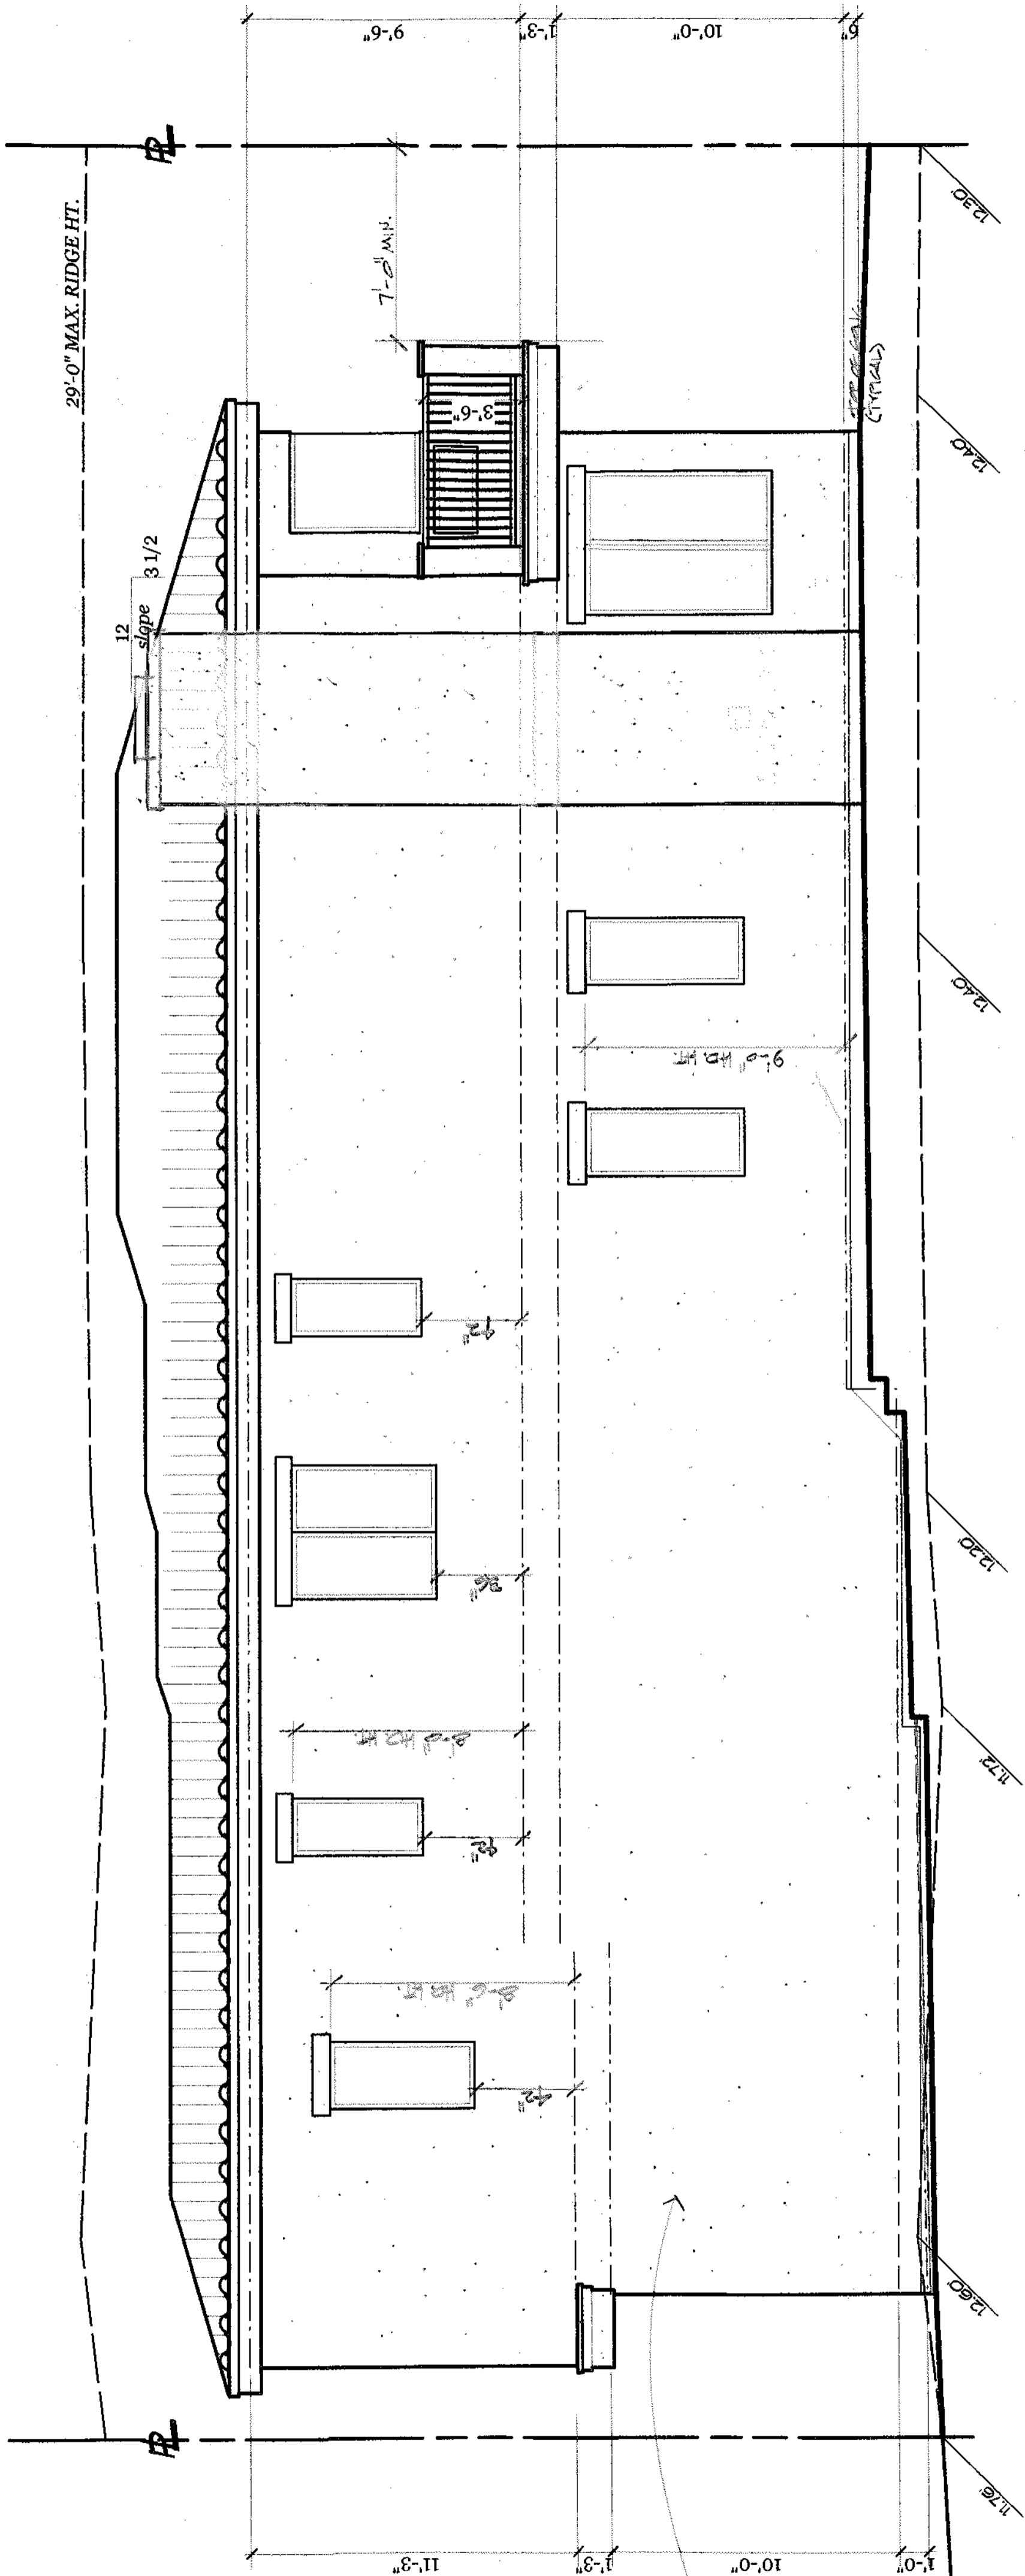 9'-6"
1'-3"
10'-0"
6"
PL
29'-0" MAX. RIDGE HT.
7'-0" MIN.
12.30'
3'-6"
(TYPICAL)
12.40'
12
slope
3 1/2
12.40'
9'-0" HD. HT.
42"
36"
12.20'
8'-0" HD. HT.
11.72'
42"
8'-6" HD. HT.
42"
12.60'
PL
11.76'
11'-3"
1'-3"
10'-0"
1'-0"